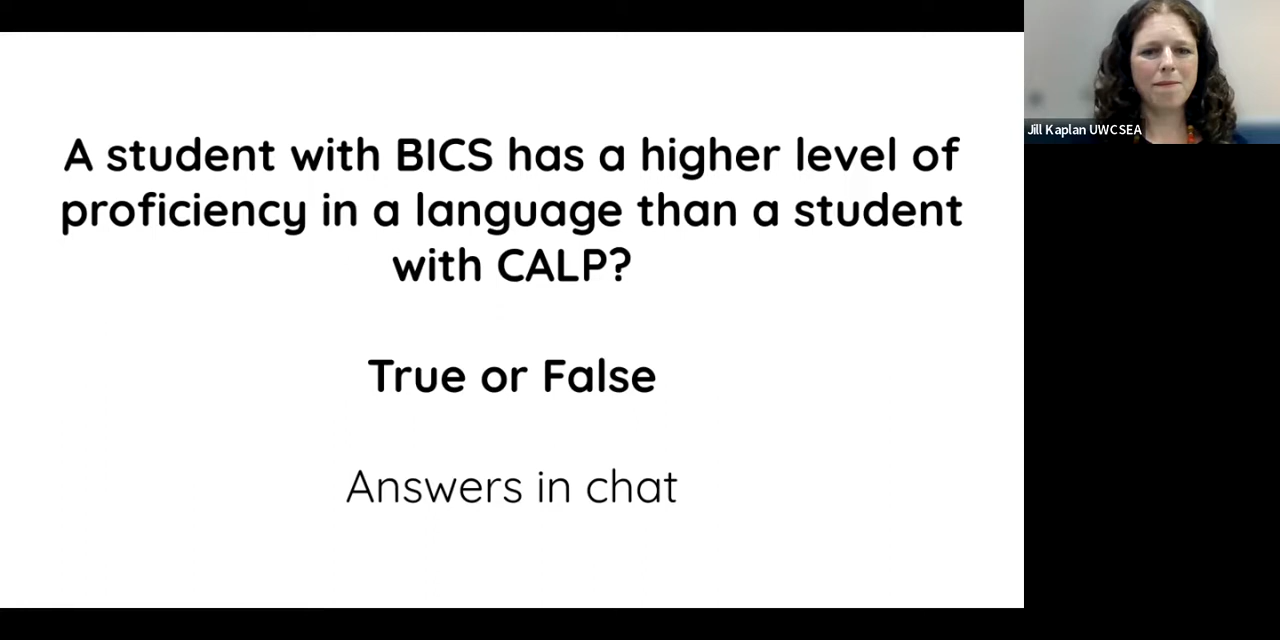 A student with BICS has a higher level of
proficiency in a language than a student
with CALP?
True or False
Answers in chat
Jill Kaplan UWCSEA